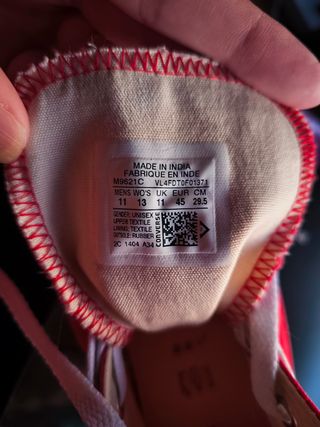 MADE IN INDIA
FABRIQUE EN INDE
M9621C VL4FDT0F01371
MENS WO'S UK EUR CM
11 13 11 45 29.5
GENDER: UNISEX
UPPER: TEXTILE
LINING: TEXTILE
OUTSOLE: RUBBER
CONVERSE
2C 1404 A34